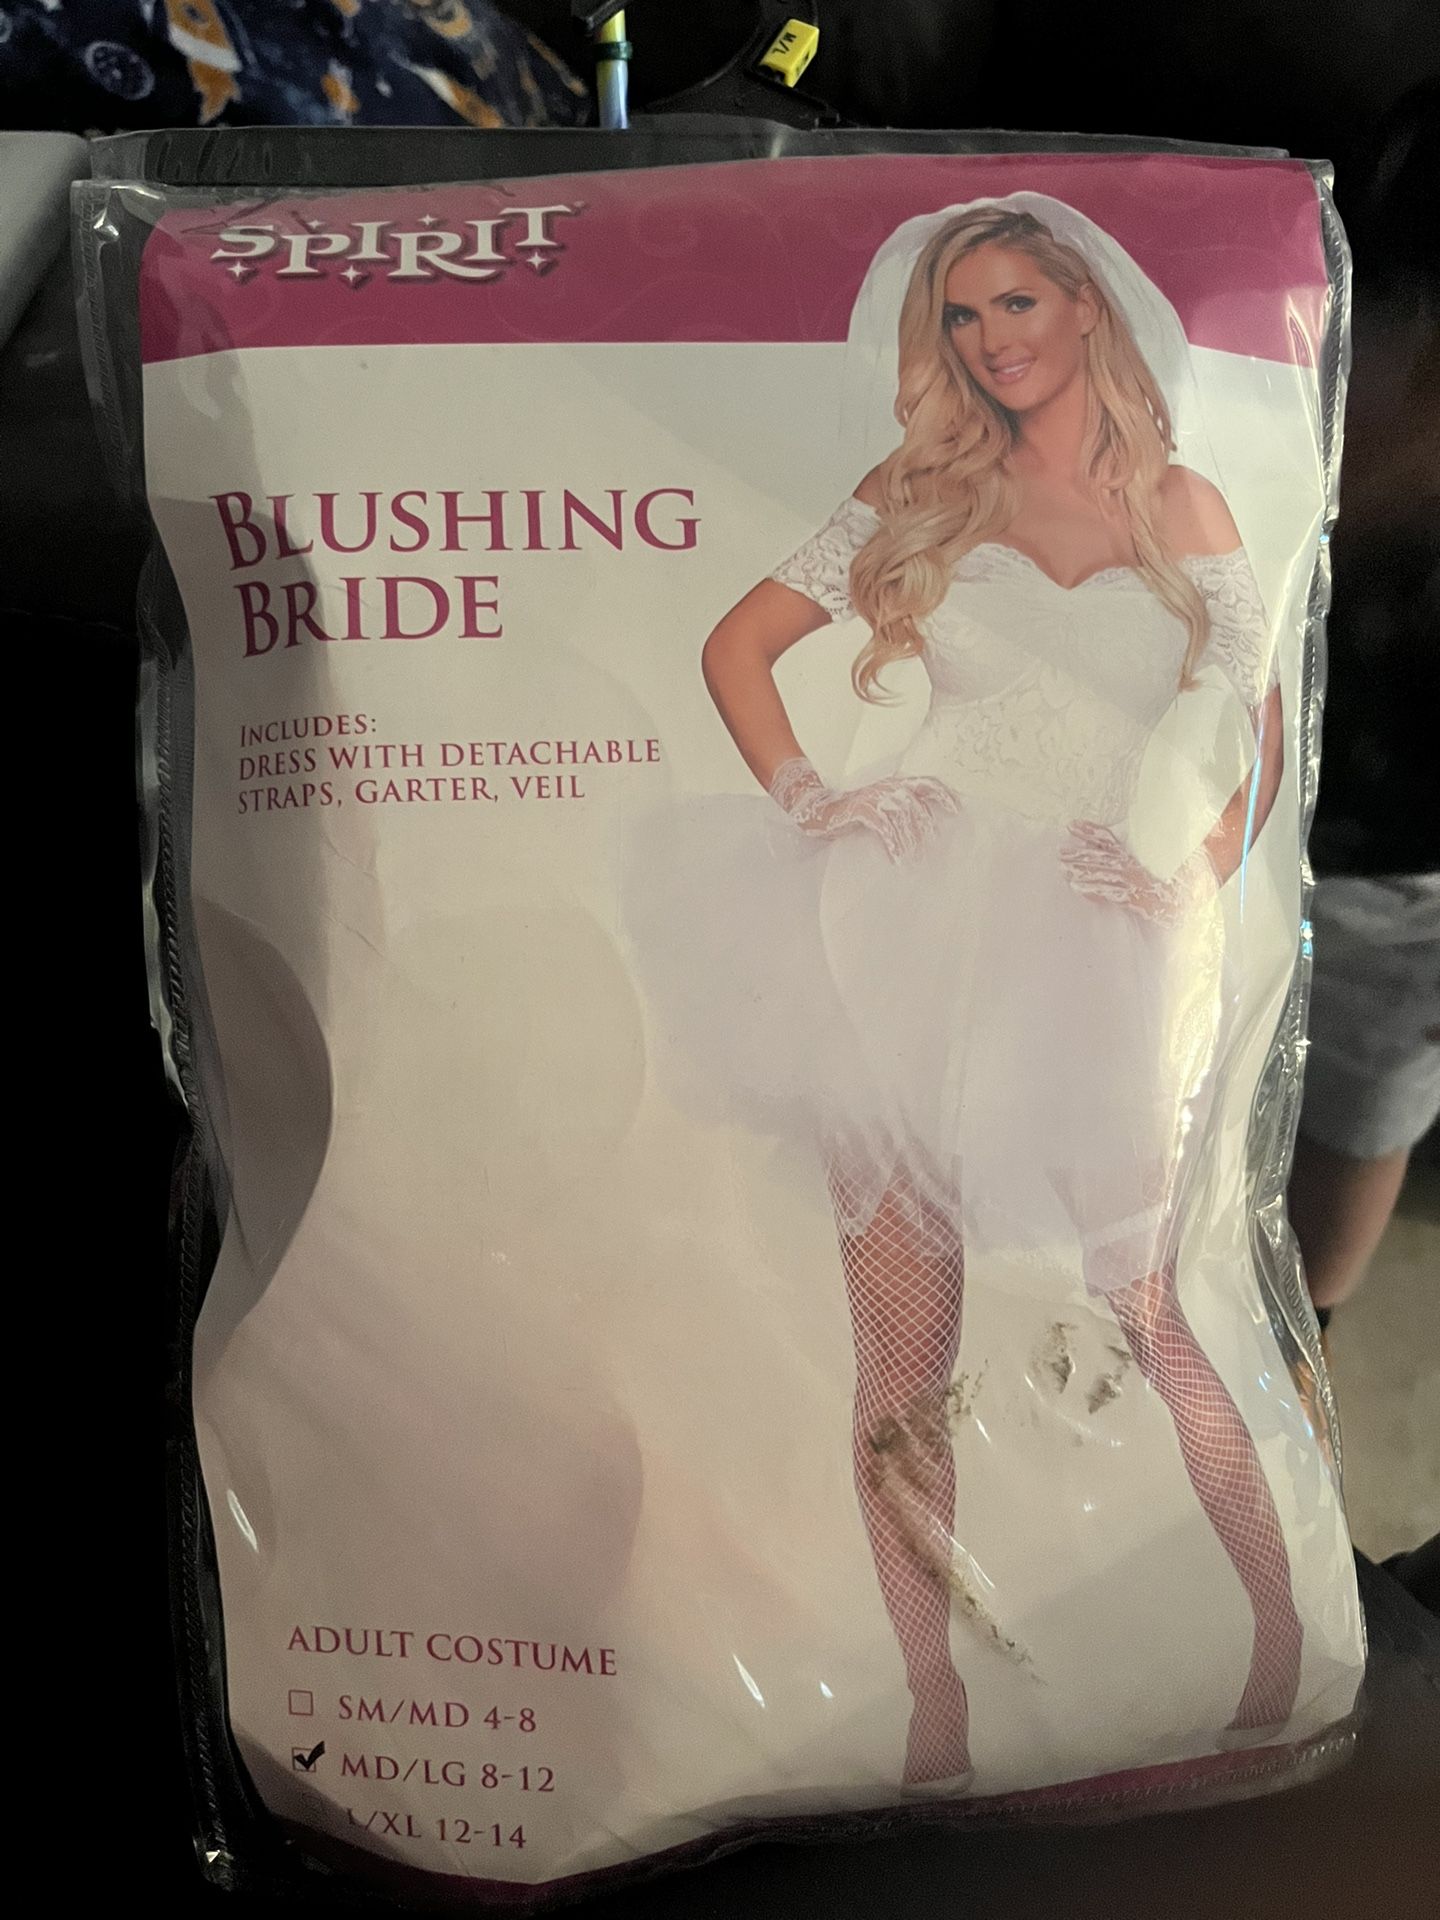 M/L
SPIRIT
BLUSHING
BRIDE
INCLUDES:
DRESS WITH DETACHABLE
STRAPS, GARTER, VEIL
ADULT COSTUME
SM/MD 4-8
MD/LG 8-12
L/XL 12-14